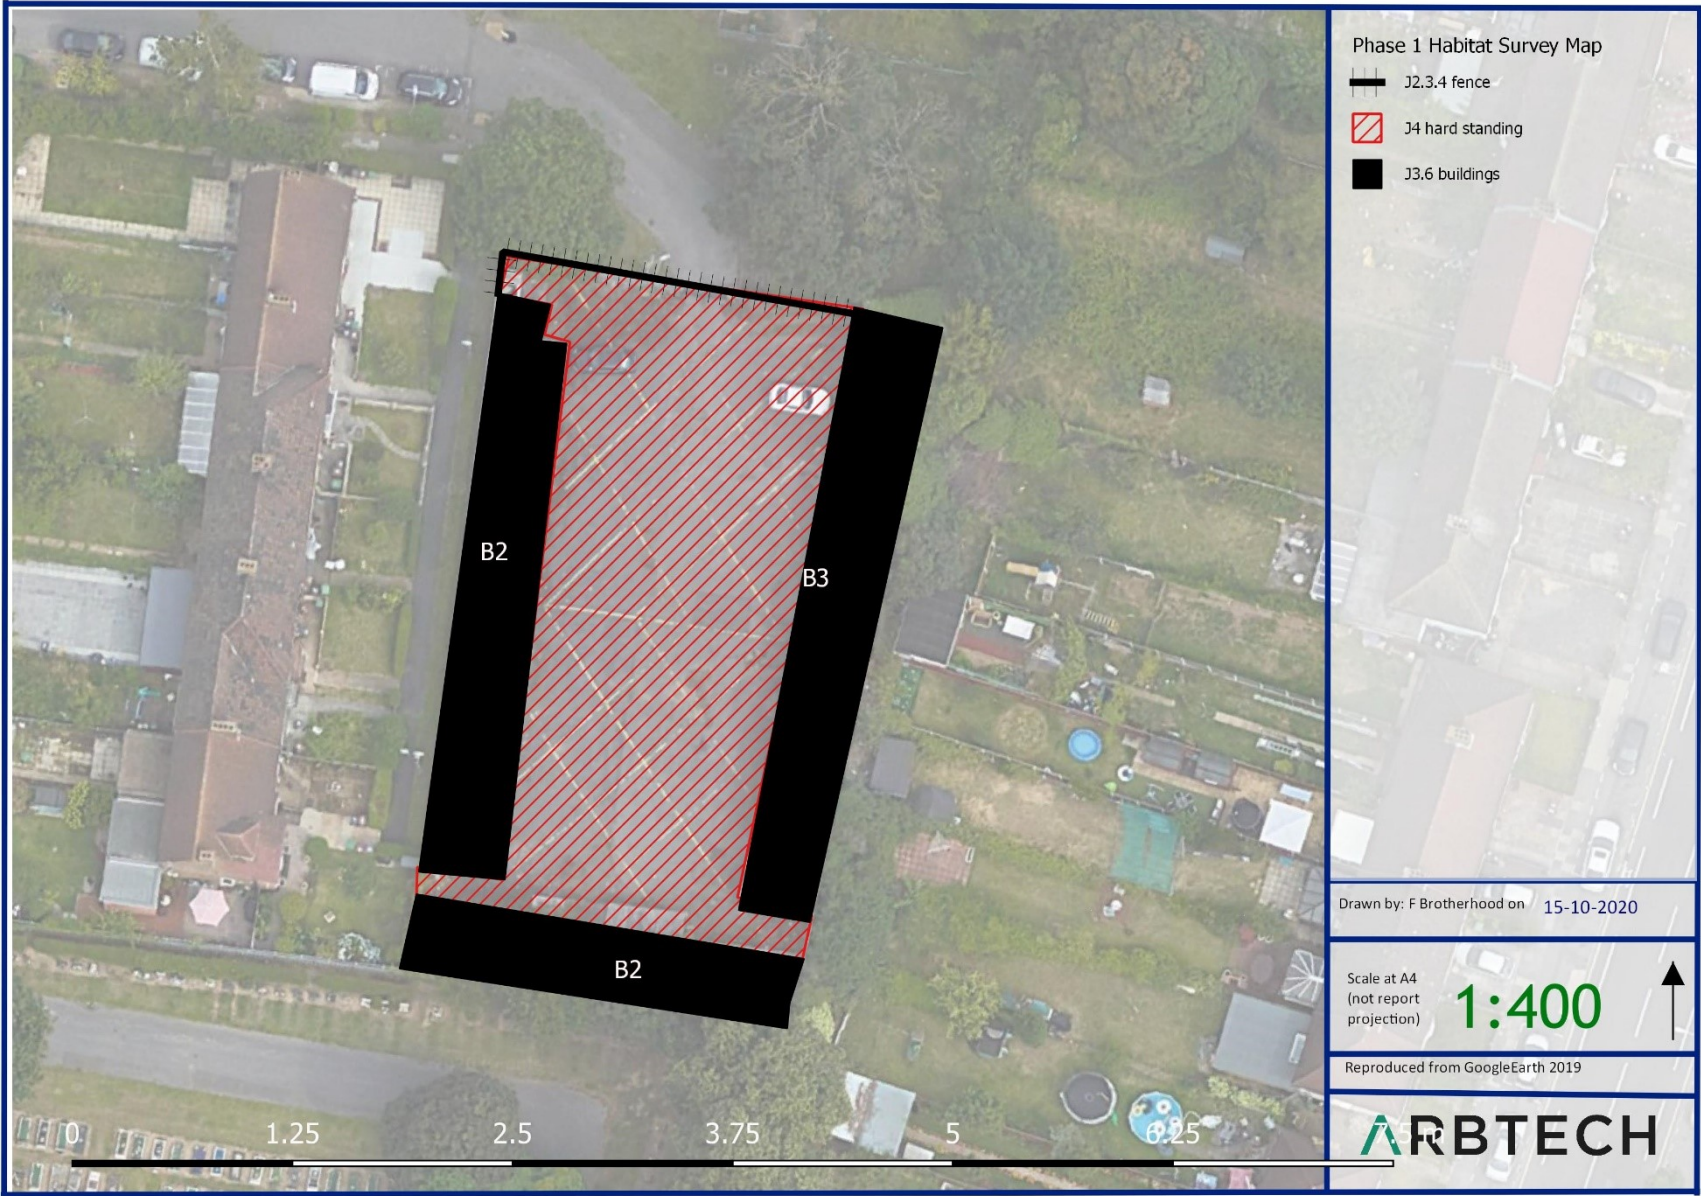 Phase 1 Habitat Survey Map
J2.3.4 fence
J4 hard standing
J3.6 buildings
B2
B3
B2
Drawn by: F Brotherhood on 15-10-2020
Scale at A4
(not report
projection)
1:400
Reproduced from GoogleEarth 2019
ARBTECH
0 1.25 2.5 3.75 5 6.25